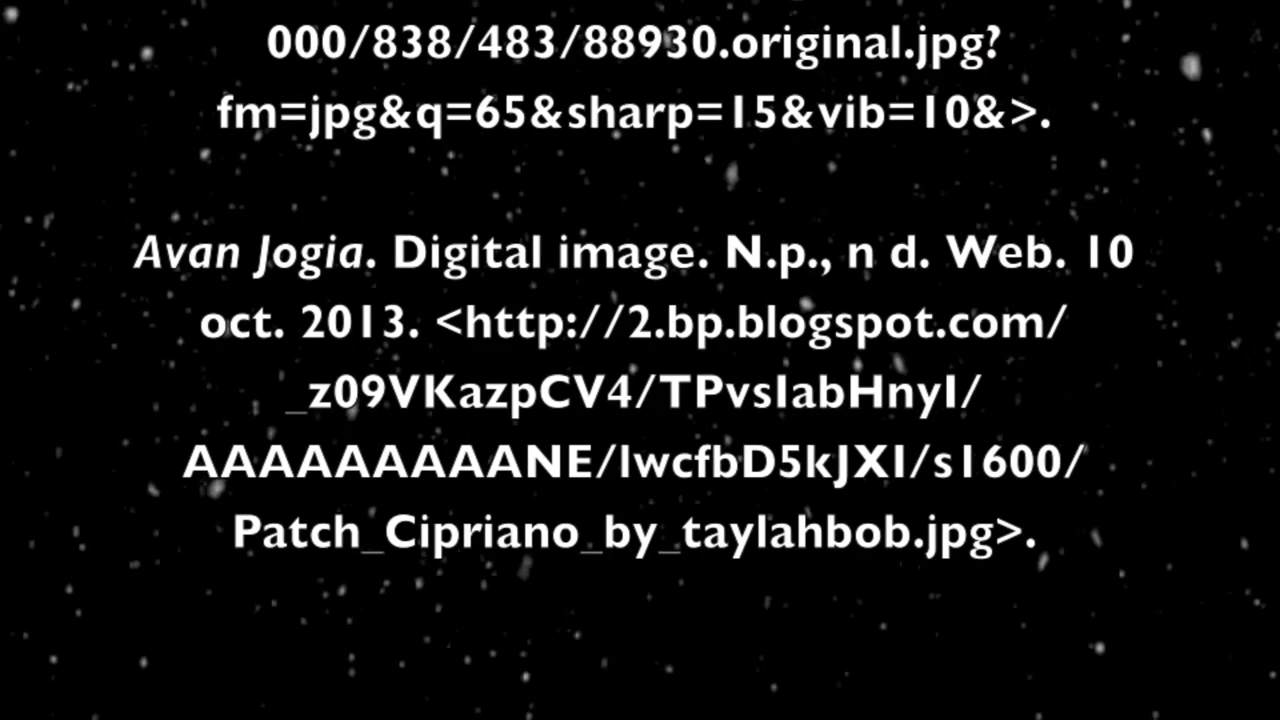 000/838/483/88930.original.jpg?
fm=jpg&q=65&sharp=15&vib=10&>.
Avan Jogia. Digital image. N.p., n d. Web. 10
oct. 2013. <http://2.bp.blogspot.com/
_z09VKazpCV4/TPvsIabHnyI/
AAAAAAAAANE/lwcfbD5kJXI/s1600/
Patch_Cipriano_by_taylahbob.jpg>.